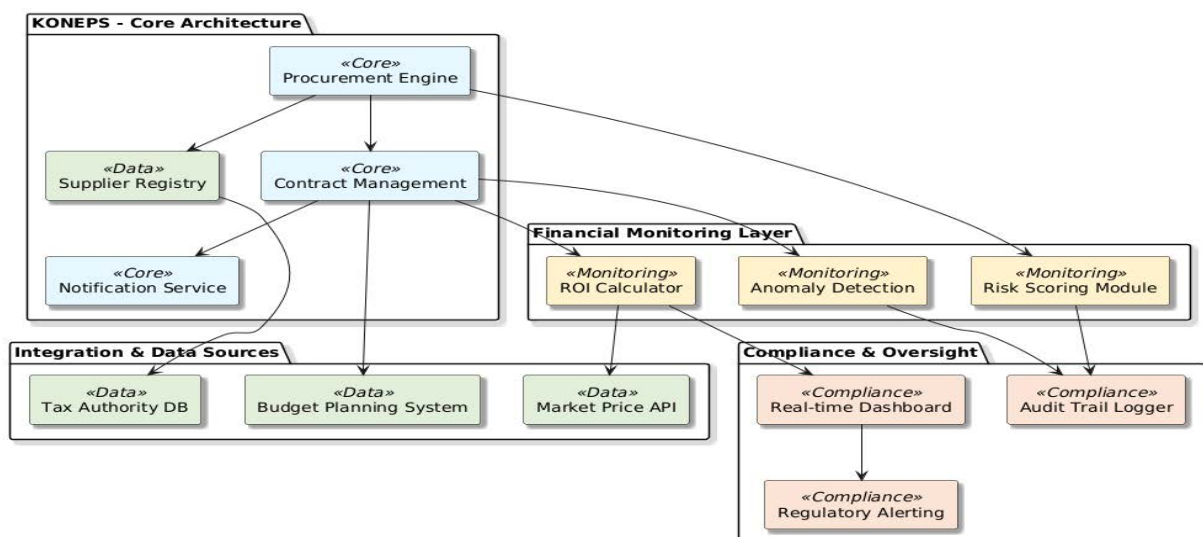 KONEPS - Core Architecture
«Core»
Procurement Engine
«Data»
Supplier Registry
«Core»
Contract Management
«Core»
Notification Service
Financial Monitoring Layer
«Monitoring»
ROI Calculator
«Monitoring»
Anomaly Detection
«Monitoring»
Risk Scoring Module
Integration & Data Sources
«Data»
Tax Authority DB
«Data»
Budget Planning System
«Data»
Market Price API
Compliance & Oversight
«Compliance»
Real-time Dashboard
«Compliance»
Audit Trail Logger
«Compliance»
Regulatory Alerting